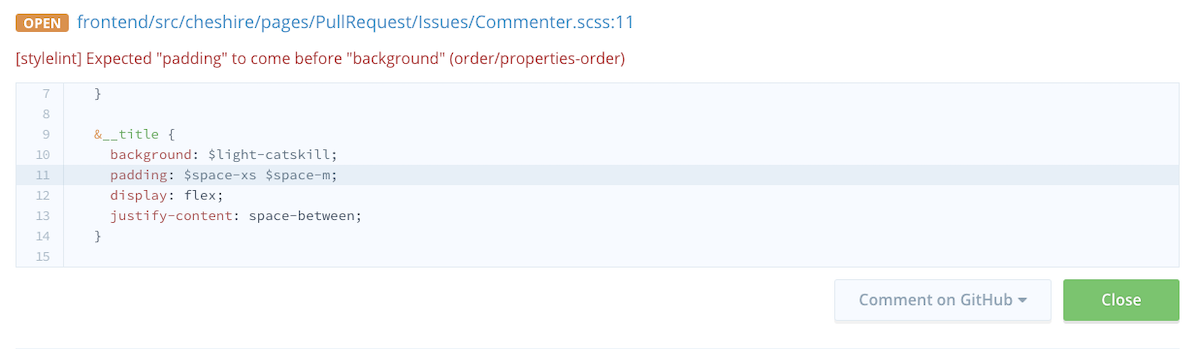 OPEN frontend/src/cheshire/pages/PullRequest/Issues/Commenter.scss:11
[stylelint] Expected "padding" to come before "background" (order/properties-order)
7 }
8
9 &__title {
10 background: $light-catskill;
11 padding: $space-xs $space-m;
12 display: flex;
13 justify-content: space-between;
14 }
15
Comment on GitHub Close